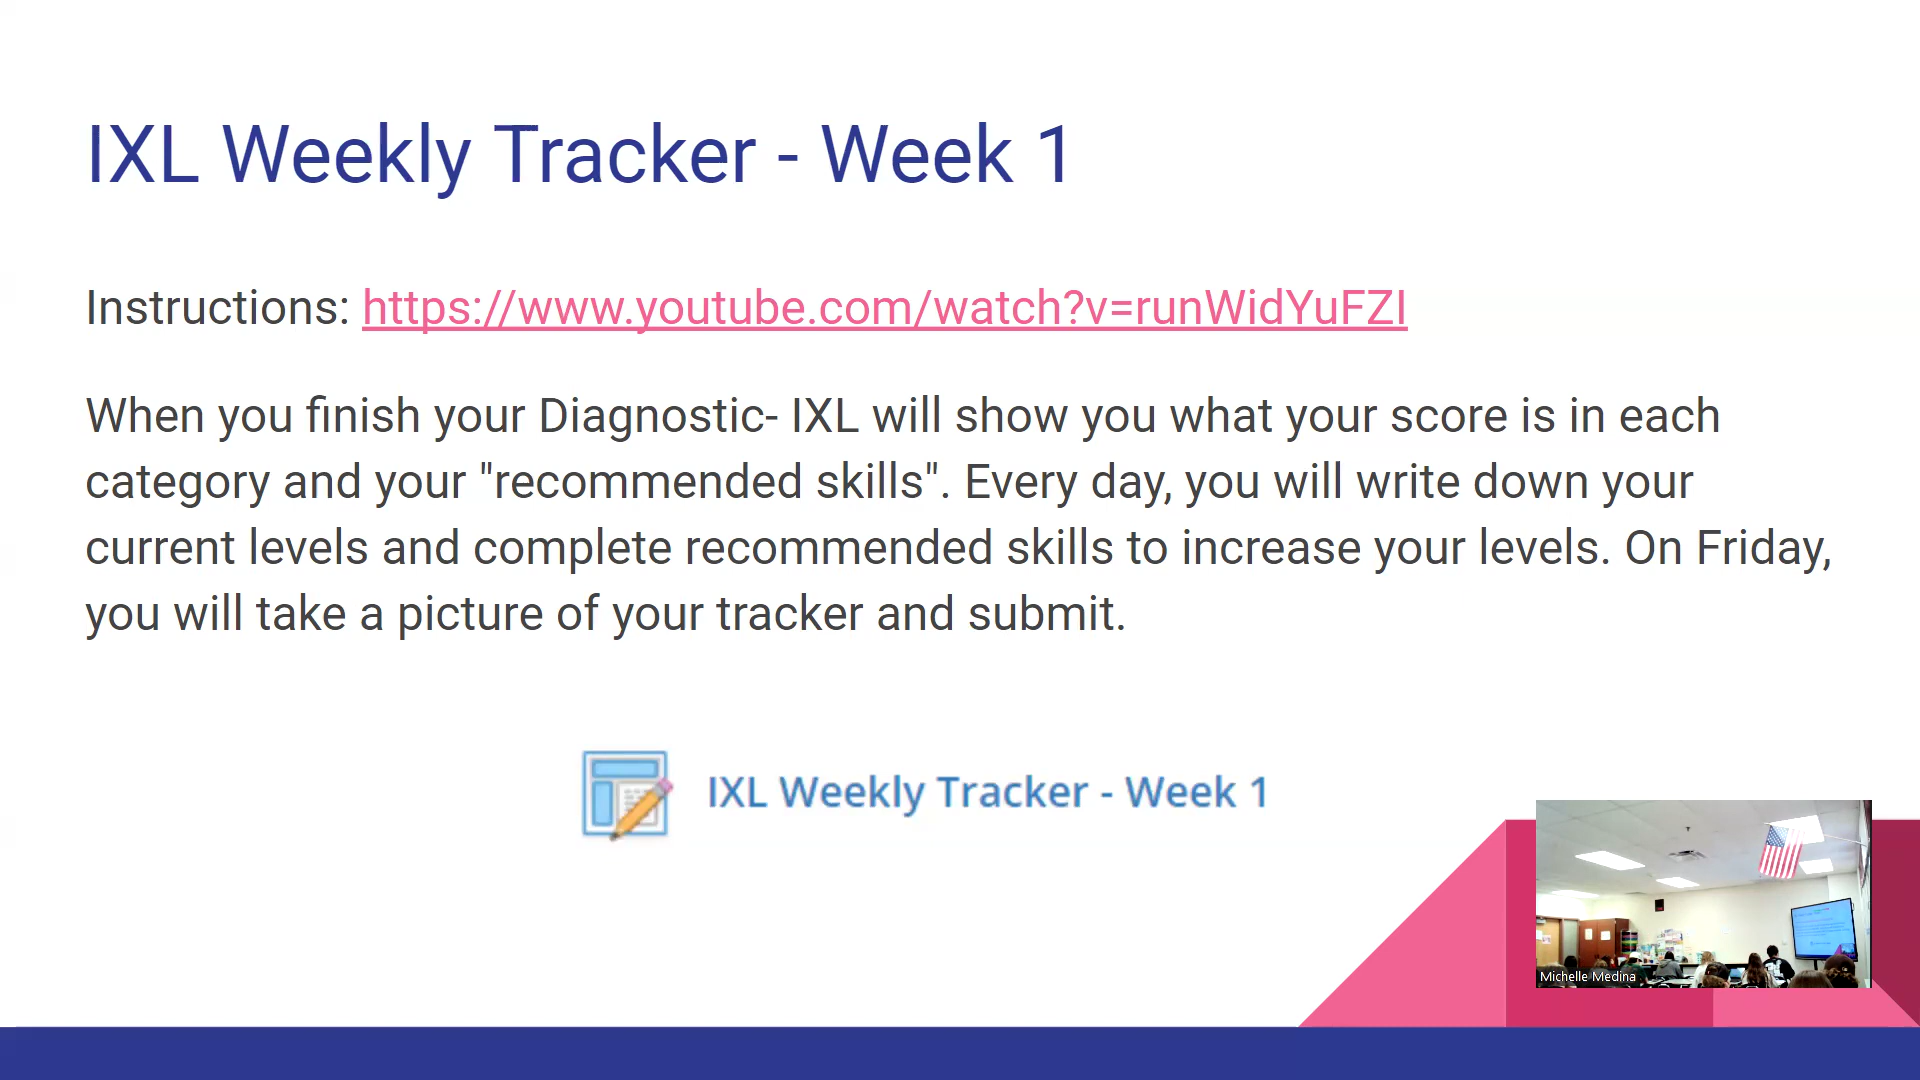 IXL Weekly Tracker - Week 1
Instructions: https://www.youtube.com/watch?v=runWidYuFZI
When you finish your Diagnostic- IXL will show you what your score is in each
category and your "recommended skills". Every day, you will write down your
current levels and complete recommended skills to increase your levels. On Friday,
you will take a picture of your tracker and submit.
IXL Weekly Tracker - Week 1
Michelle Medina